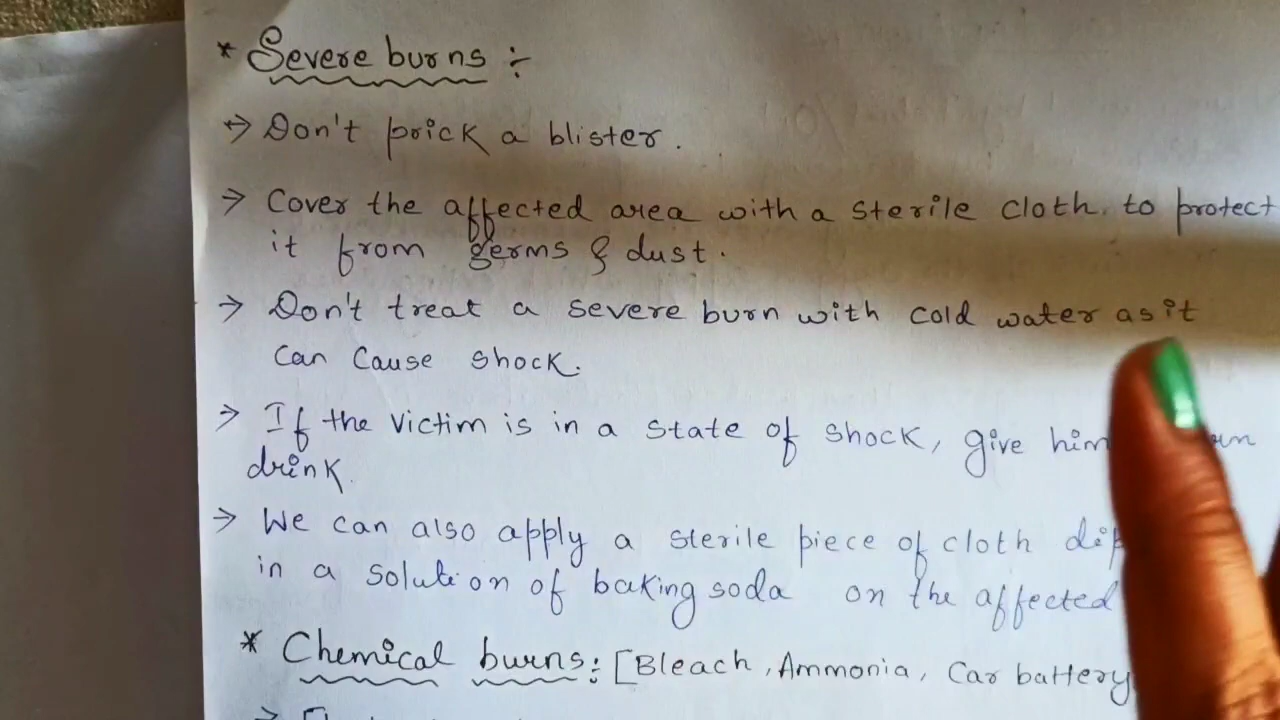 * Severe burns :-
→ Don't prick a blister.
→ Cover the affected area with a sterile cloth. to protect
it from germs & dust.
→ Don't treat a severe burn with cold water as it
can cause shock.
→ If the victim is in a state of shock, give him
drink.
→ We can also apply a sterile piece of cloth
in a solution of baking soda on the affected
* Chemical burns: [Bleach, Ammonia, Car battery